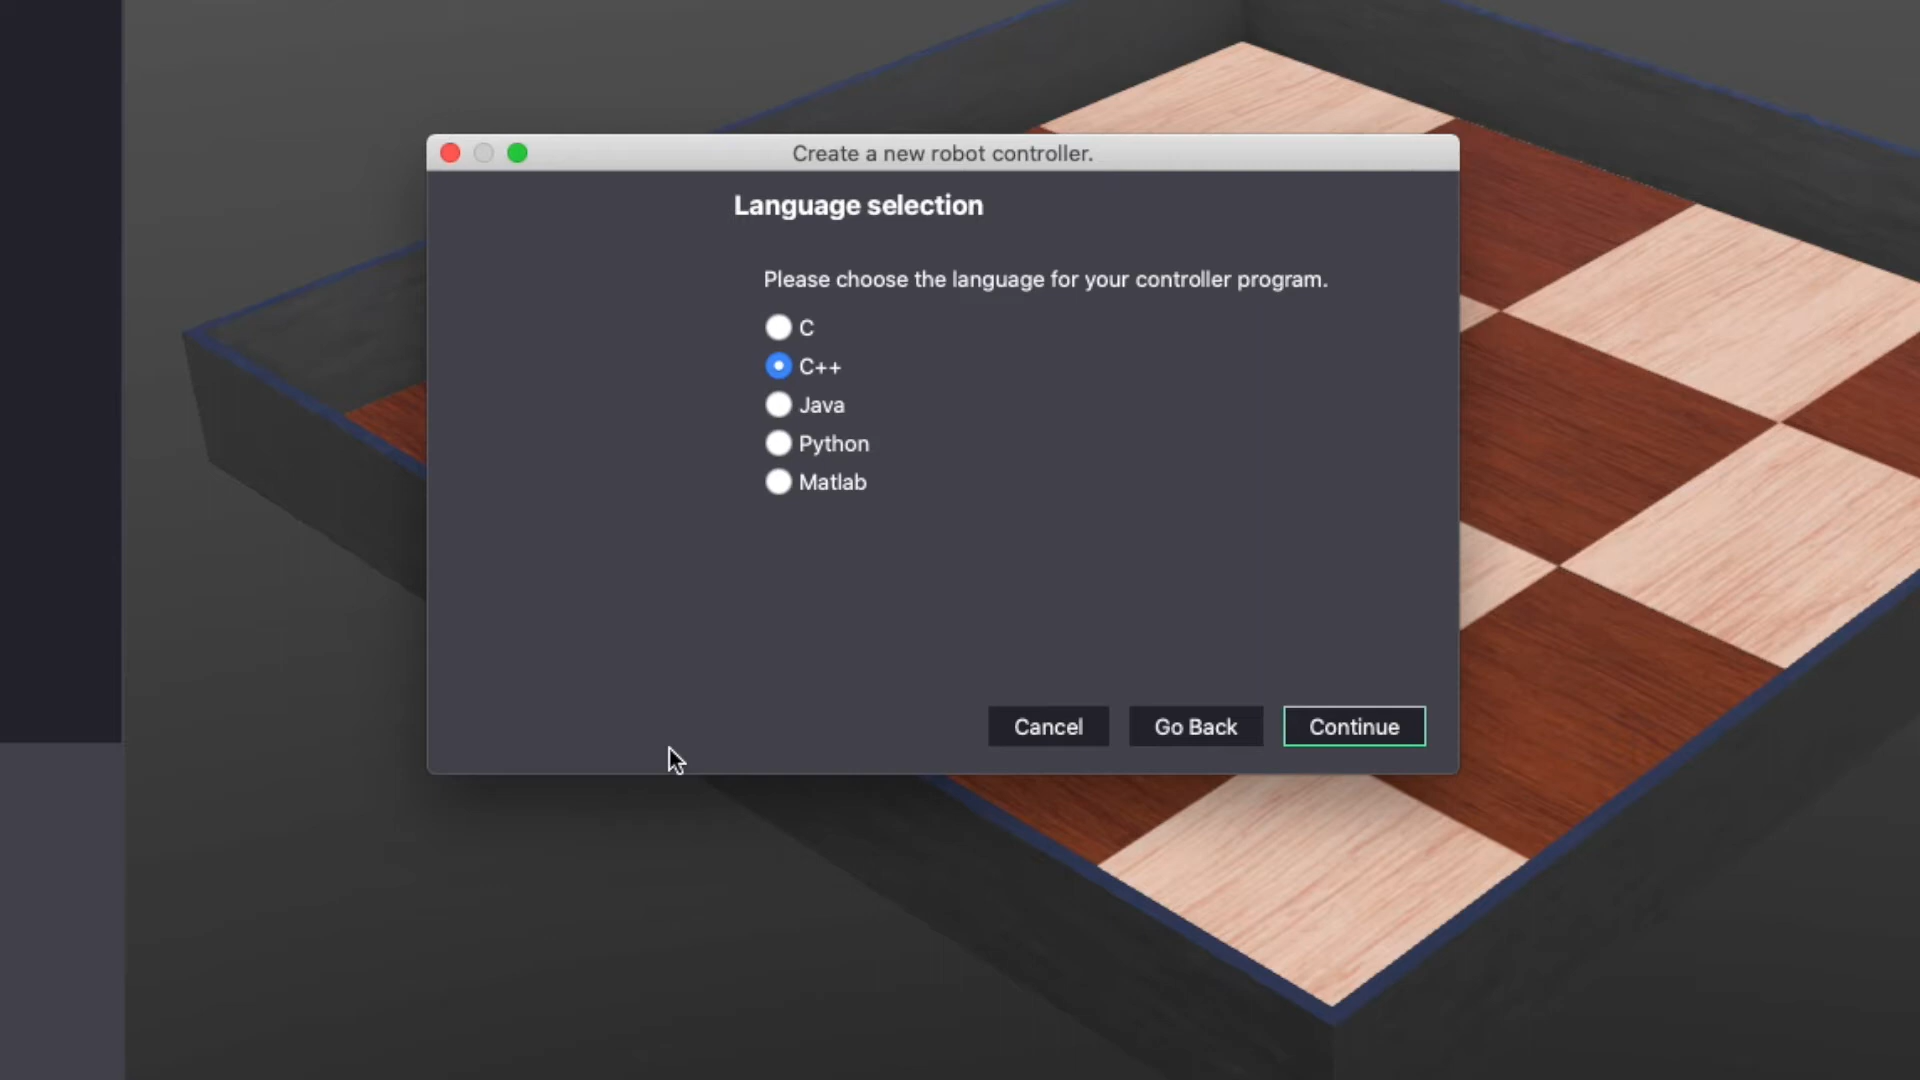 Create a new robot controller.
Language selection
Please choose the language for your controller program.
C
C++
Java
Python
Matlab
Cancel Go Back Continue